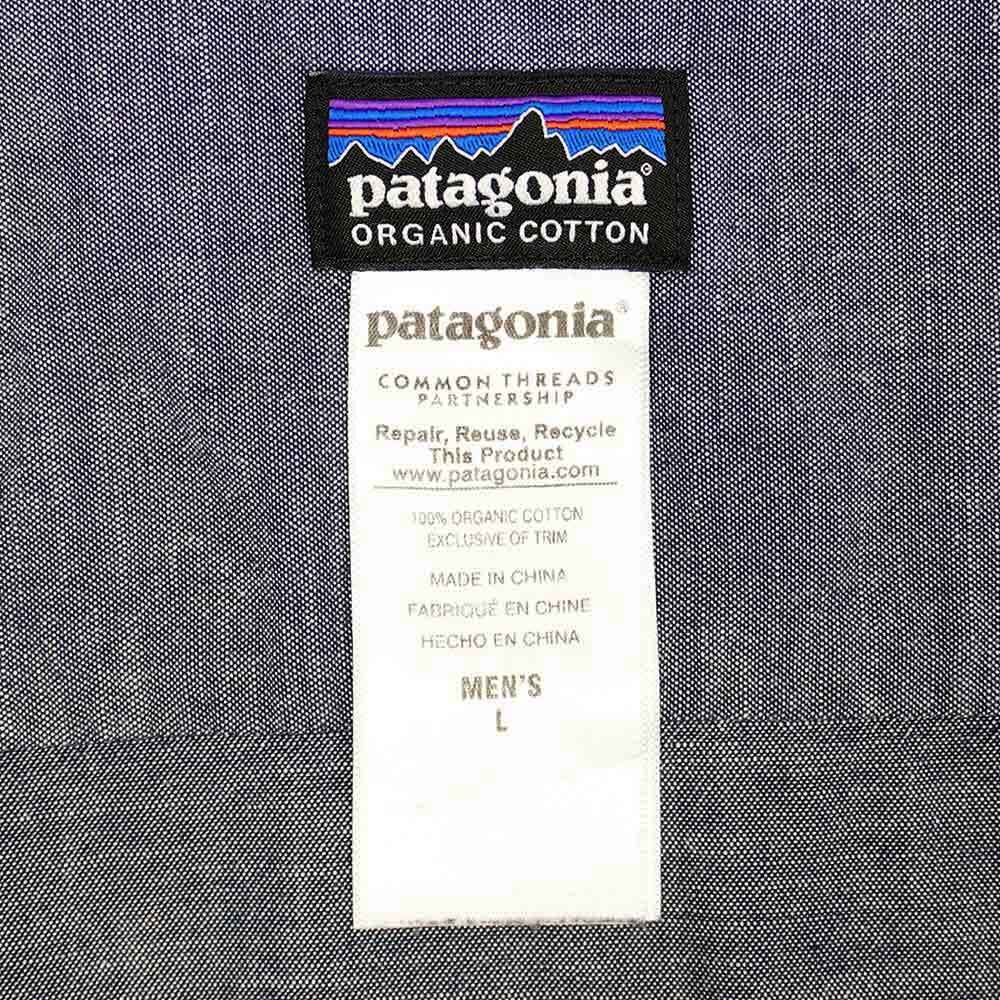 patagonia®
ORGANIC COTTON
patagonia®
COMMON THREADS
PARTNERSHIP
Repair, Reuse, Recycle
This Product
www.patagonia.com
100% ORGANIC COTTON
EXCLUSIVE OF TRIM
MADE IN CHINA
FABRIQUÉ EN CHINE
HECHO EN CHINA
MEN'S
L